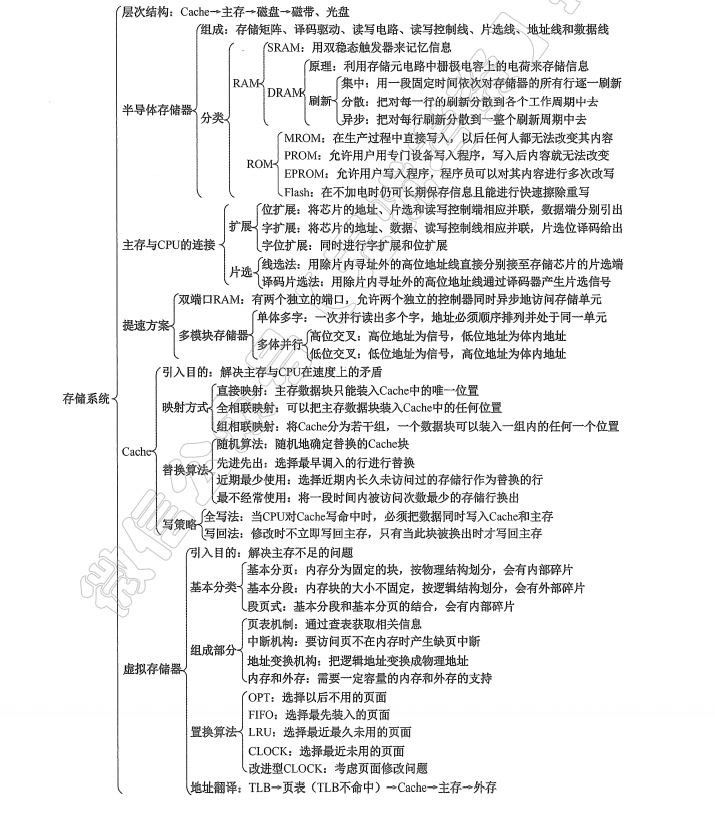 层次结构：Cache→主存→磁盘→磁带、光盘
组成：存储矩阵、译码驱动、读写电路、读写控制线、片选线、地址线和数据线
SRAM：用双稳态触发器来记忆信息
原理：利用存储元电路中栅极电容上的电荷来存储信息
RAM
DRAM
集中：用一段固定时间依次对存储器的所有行逐一刷新
刷新
分散：把对每一行的刷新分散到各个工作周期中去
半导体存储器
分类
异步：把对每行刷新分散到一整个刷新周期中去
MROM：在生产过程中直接写入，以后任何人都无法改变其内容
PROM：允许用户用专门设备写入程序，写入后内容就无法改变
ROM
EPROM：允许用户写入程序，程序员可以对其内容进行多次改写
Flash：在不加电时仍可长期保存信息且能进行快速擦除重写
位扩展：将芯片的地址、片选和读写控制端相应并联，数据端分别引出
扩展
字扩展：将芯片的地址、数据、读写控制线相应并联，片选位译码给出
主存与CPU的连接
字位扩展：同时进行字扩展和位扩展
线选法：用除片内寻址外的高位地址线直接分别接至存储芯片的片选端
片选
译码片选法：用除片内寻址外的高位地址线通过译码器产生片选信号
双端口RAM：有两个独立的端口，允许两个独立的控制器同时异步地访问存储单元
单体多字：一次并行读出多个字，地址必须顺序排列并处于同一单元
提速方案
多模块存储器
高位交叉：高位地址为信号，低位地址为体内地址
多体并行
低位交叉：低位地址为信号，高位地址为体内地址
引入目的：解决主存与CPU在速度上的矛盾
直接映射：主存数据块只能装入Cache中的唯一位置
存储系统
映射方式
全相联映射：可以把主存数据块装入Cache中的任何位置
组相联映射：将Cache分为若干组，一个数据块可以装入一组内的任何一个位置
Cache
随机算法：随机地确定替换的Cache块
先进先出：选择最早调入的行进行替换
替换算法
近期最少使用：选择近期内长久未访问过的存储行作为替换的行
最不经常使用：将一段时间内被访问次数最少的存储行换出
全写法：当CPU对Cache写命中时，必须把数据同时写入Cache和主存
写策略
写回法：修改时不立即写回主存，只有当此块被换出时才写回主存
引入目的：解决主存不足的问题
基本分页：内存分为固定的块，按物理结构划分，会有内部碎片
基本分类
基本分段：内存块的大小不固定，按逻辑结构划分，会有外部碎片
段页式：基本分段和基本分页的结合，会有内部碎片
页表机制：通过查表获取相关信息
中断机构：要访问页不在内存时产生缺页中断
组成部分
地址变换机构：把逻辑地址变换成物理地址
虚拟存储器
内存和外存：需要一定容量的内存和外存的支持
OPT：选择以后不用的页面
FIFO：选择最先装入的页面
置换算法
LRU：选择最近最久未用的页面
CLOCK：选择最近未用的页面
改进型CLOCK：考虑页面修改问题
地址翻译：TLB→页表（TLB不命中）→Cache→主存→外存